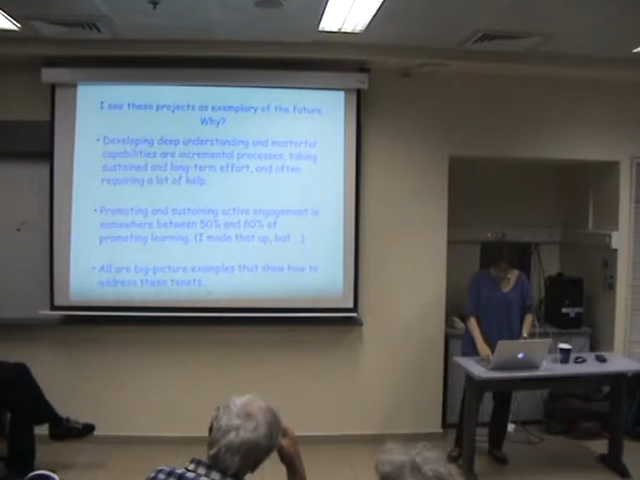 I see these projects as exemplary of the future.
Why?
• Developing deep understanding and masterful
capabilities are incremental processes, taking
sustained and long-term effort, and often
requiring a lot of help.
• Promoting and sustaining active engagement is
somewhere between 50% and 80% of
promoting learning. (I made that up, but ...)
• All are big-picture examples that show how to
address these tenets.